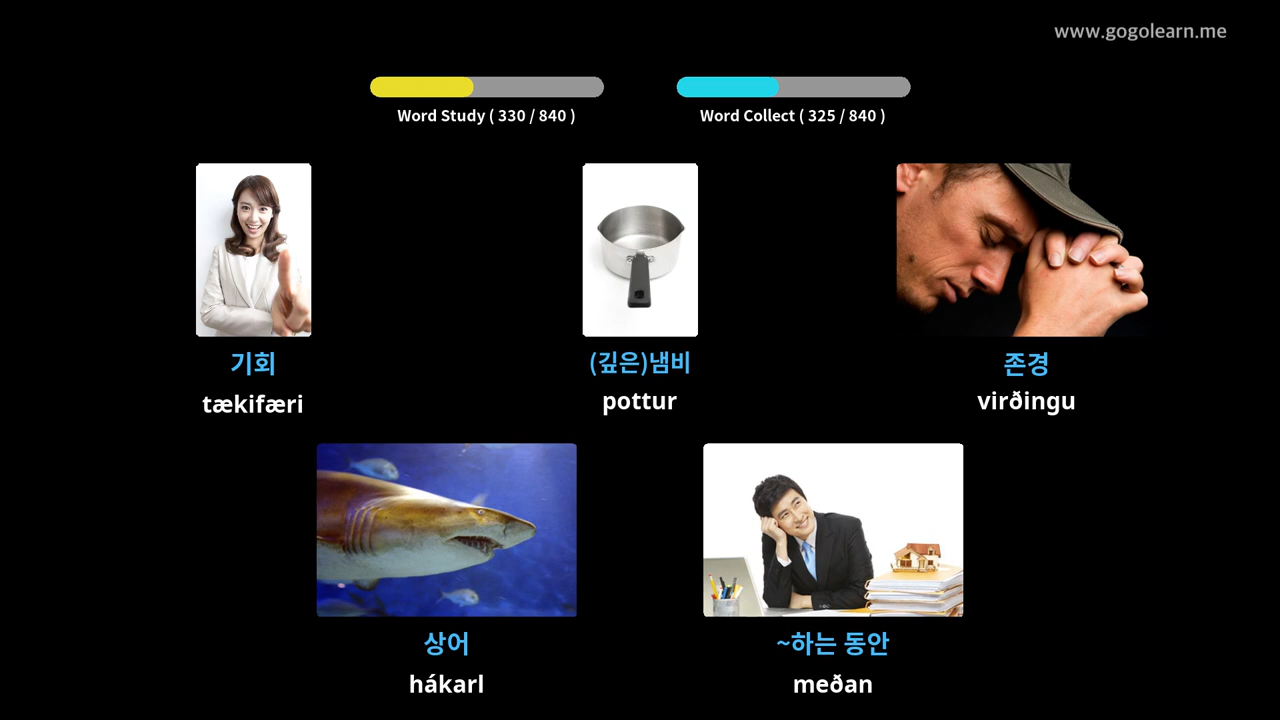 www.gogolearn.me
Word Study ( 330 / 840 )
Word Collect ( 325 / 840 )
기회
tækifæri
(깊은)냄비
pottur
존경
virðingu
상어
hákarl
~하는 동안
meðan